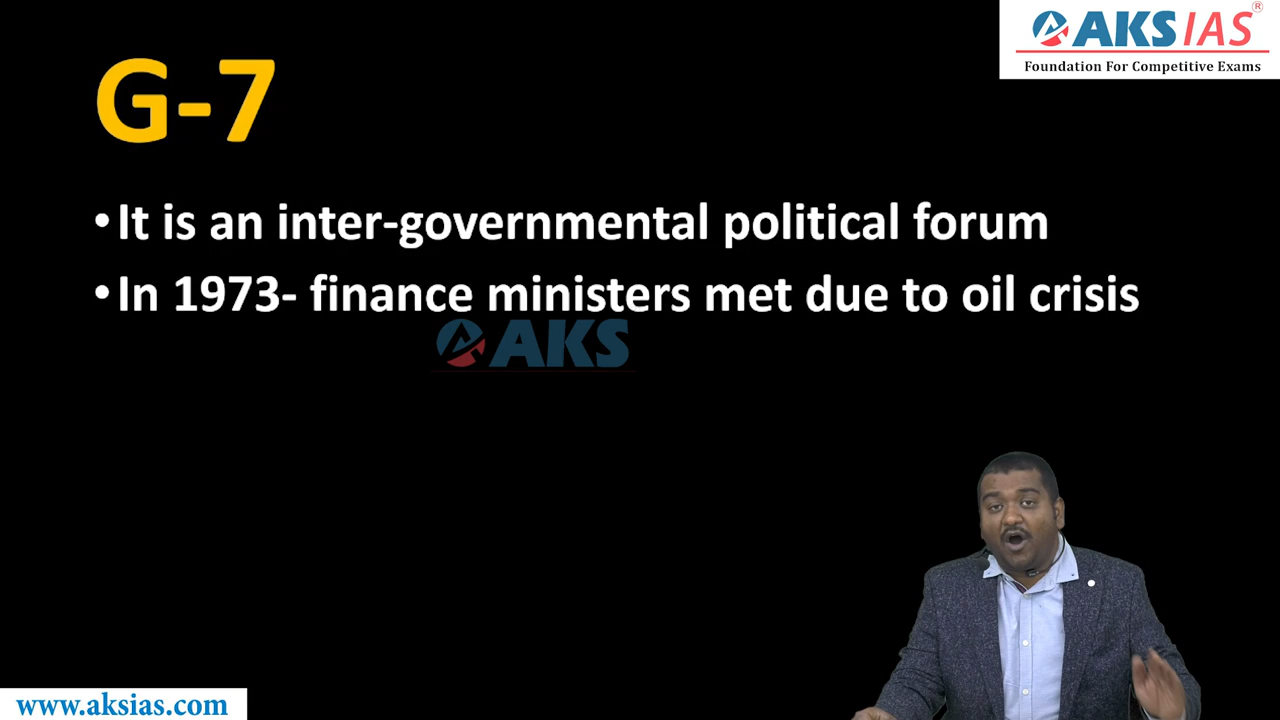 G-7
AKS IAS®
Foundation For Competitive Exams
•It is an inter-governmental political forum
•In 1973- finance ministers met due to oil crisis
AKS
www.aksias.com